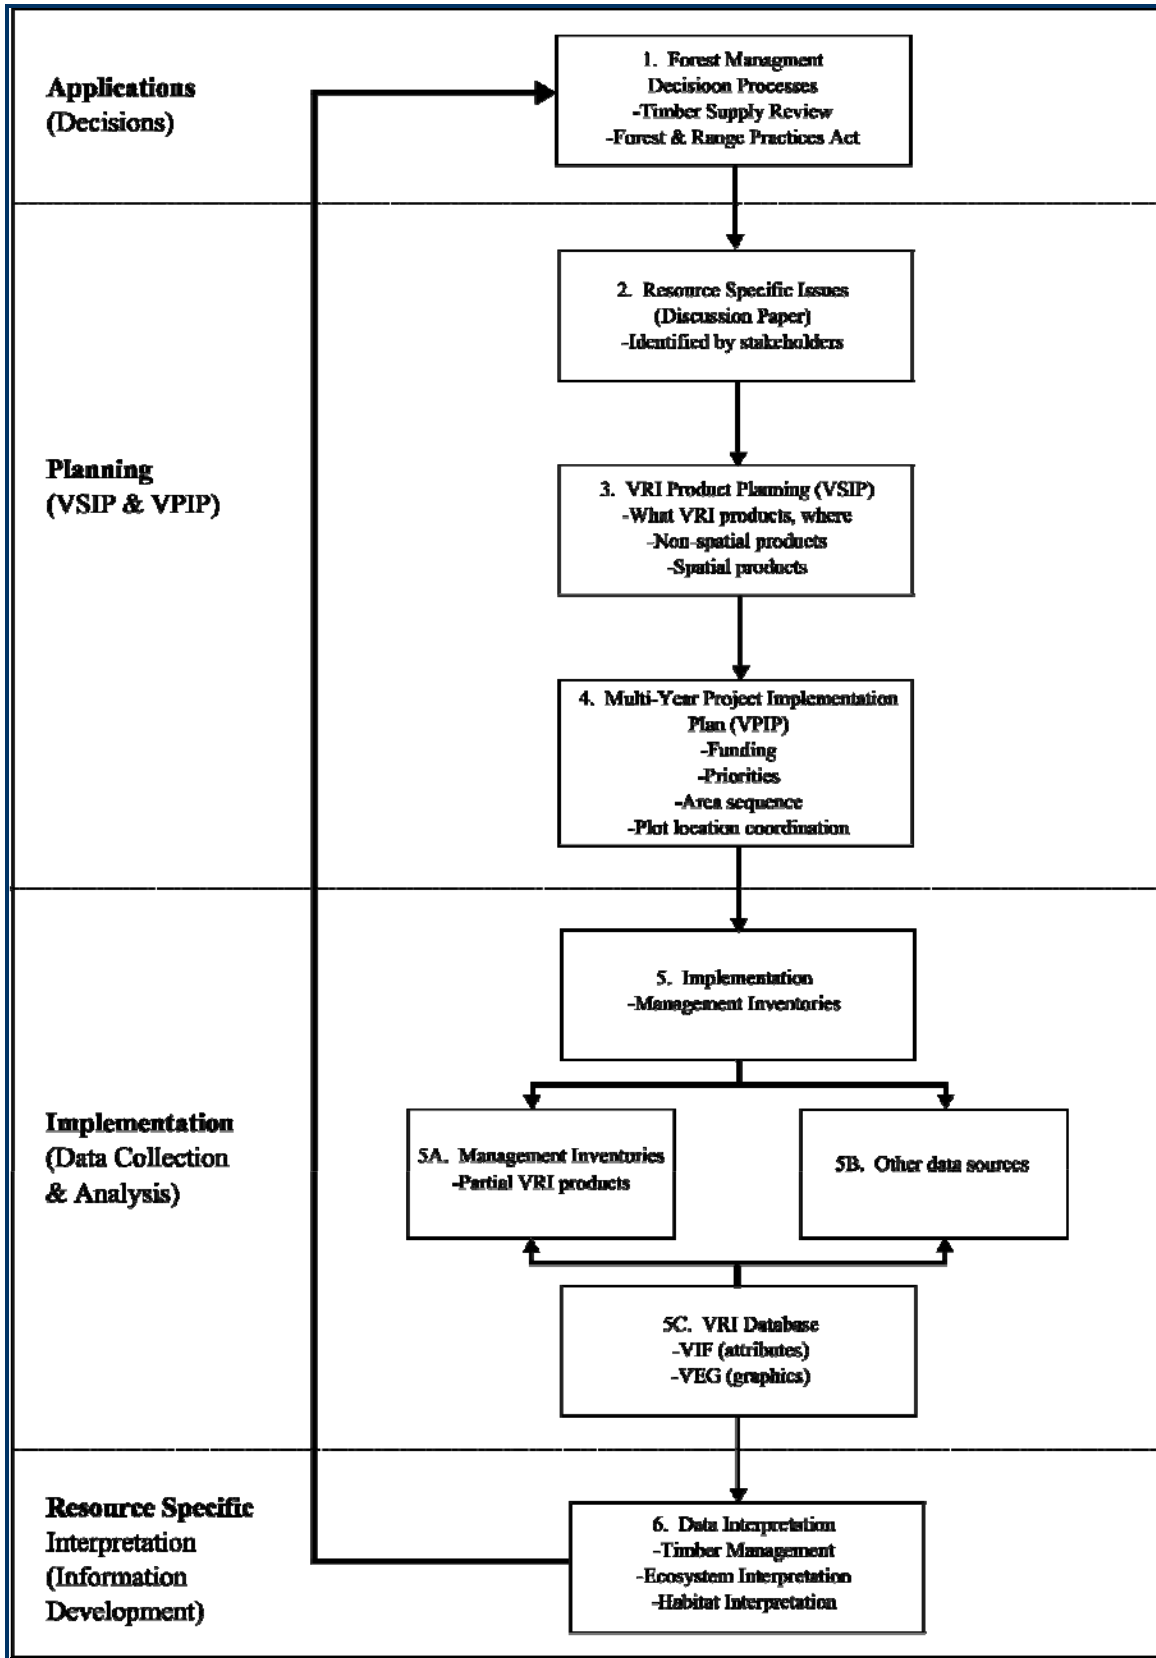 Applications
(Decisions)
1. Forest Managment
Decisioon Processes
-Timber Supply Review
-Forest & Range Practices Act
Planning
(VSIP & VPIP)
2. Resource Specific Issues
(Discussion Paper)
-Identified by stakeholders
3. VRI Product Planning (VSIP)
-What VRI products, where
-Non-spatial products
-Spatial products
4. Multi-Year Project Implementation
Plan (VPIP)
-Funding
-Priorities
-Area sequence
-Plot location coordination
Implementation
(Data Collection
& Analysis)
5. Implementation
-Management Inventories
5A. Management Inventories
-Partial VRI products
5B. Other data sources
5C. VRI Database
-VIF (attributes)
-VEG (graphics)
Resource Specific
Interpretation
(Information
Development)
6. Data Interpretation
-Timber Management
-Ecosystem Interpretation
-Habitat Interpretation